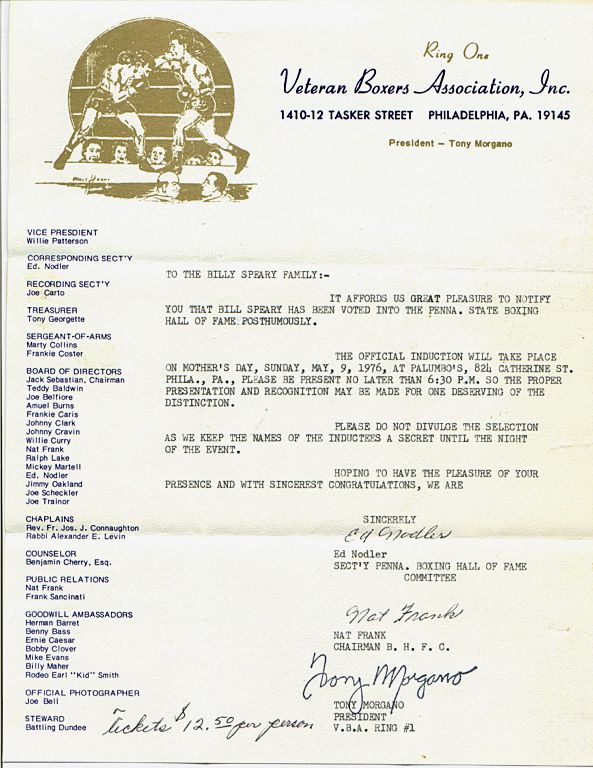 Ring One
Veteran Boxers Association, Inc.
1410-12 TASKER STREET PHILADELPHIA, PA. 19145
President — Tony Morgano
VICE PRESDIENT
Willie Patterson
CORRESPONDING SECT'Y
Ed. Nodler
RECORDING SECT'Y
Joe Carto
TREASURER
Tony Georgette
SERGEANT-OF-ARMS
Marty Collins
Frankie Coster
BOARD OF DIRECTORS
Jack Sebastian, Chairman
Teddy Baldwin
Joe Belfiore
Amuel Burns
Frankie Caris
Johnny Clark
Johnny Cravin
Willie Curry
Nat Frank
Ralph Lake
Mickey Martell
Ed. Nodler
Jimmy Oakland
Joe Scheckler
Joe Trainor
CHAPLAINS
Rev. Fr. Jos. J. Connaughton
Rabbi Alexander E. Levin
COUNSELOR
Benjamin Cherry, Esq.
PUBLIC RELATIONS
Nat Frank
Frank Sancinati
GOODWILL AMBASSADORS
Herman Barret
Benny Bass
Ernie Caesar
Bobby Clover
Mike Evans
Billy Maher
Rodeo Earl "Kid" Smith
OFFICIAL PHOTOGRAPHER
Joe Bell
STEWARD
Battling Dundee
TO THE BILLY SPEARY FAMILY:-
IT AFFORDS US GREAT PLEASURE TO NOTIFY
YOU THAT BILL SPEARY HAS BEEN VOTED INTO THE PENNA. STATE BOXING
HALL OF FAME POSTHUMOUSLY.
THE OFFICIAL INDUCTION WILL TAKE PLACE
ON MOTHER'S DAY, SUNDAY, MAY, 9, 1976, AT PALUMBO'S, 824 CATHERINE ST.
PHILA., PA., PLEASE BE PRESENT NO LATER THAN 6:30 P.M. SO THE PROPER
PRESENTATION AND RECOGNITION MAY BE MADE FOR ONE DESERVING OF THE
DISTINCTION.
PLEASE DO NOT DIVULGE THE SELECTION
AS WE KEEP THE NAMES OF THE INDUCTEES A SECRET UNTIL THE NIGHT
OF THE EVENT.
HOPING TO HAVE THE PLEASURE OF YOUR
PRESENCE AND WITH SINCEREST CONGRATULATIONS, WE ARE
SINCERELY
Ed Nodler
Ed Nodler
SECT'Y PENNA. BOXING HALL OF FAME
COMMITTEE
Nat Frank
NAT FRANK
CHAIRMAN B. H. F. C.
Tony Morgano
TONY MORGANO
PRESIDENT
V.B.A. RING #1
Tickets $12.50 per person